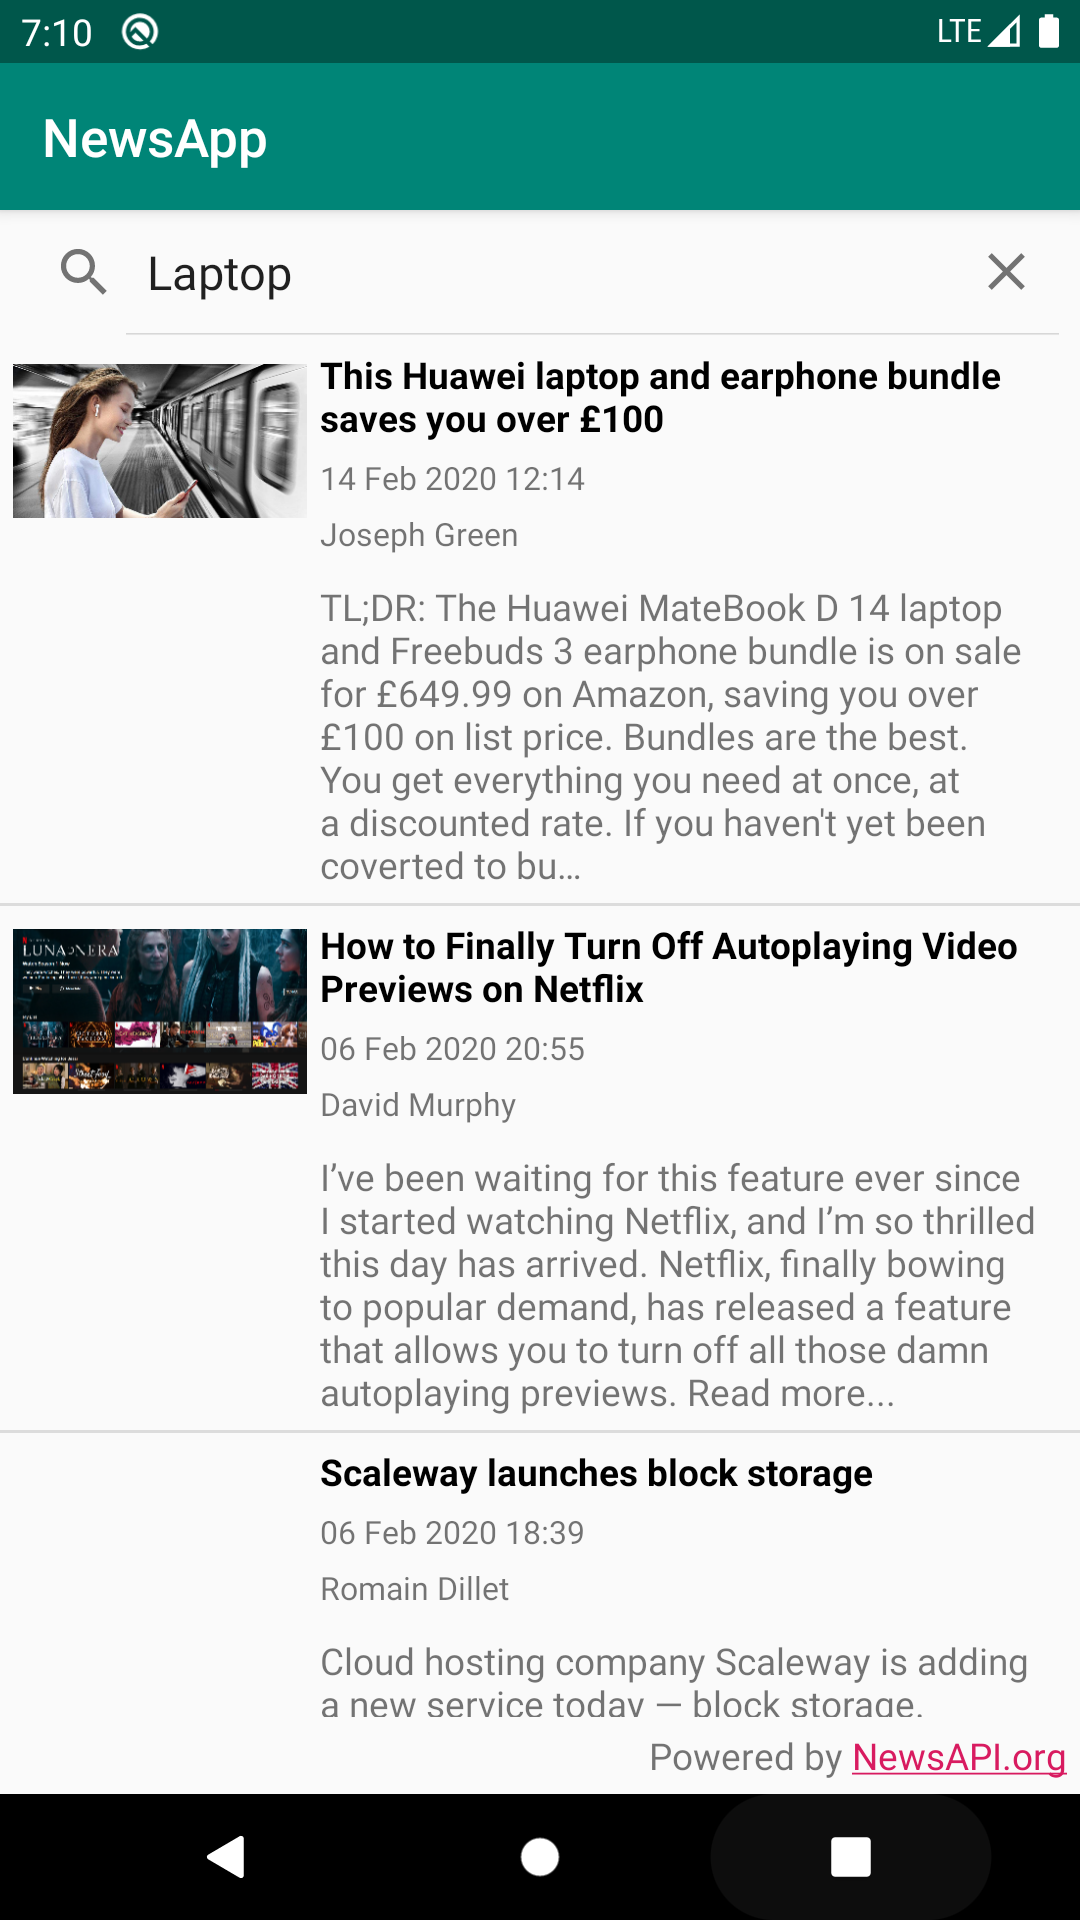 7:10
LTE
NewsApp
Laptop
This Huawei laptop and earphone bundle
saves you over £100
14 Feb 2020 12:14
Joseph Green
TL;DR: The Huawei MateBook D 14 laptop
and Freebuds 3 earphone bundle is on sale
for £649.99 on Amazon, saving you over
£100 on list price. Bundles are the best.
You get everything you need at once, at
a discounted rate. If you haven't yet been
coverted to bu…
LUNA NERA
How to Finally Turn Off Autoplaying Video
Previews on Netflix
06 Feb 2020 20:55
David Murphy
I’ve been waiting for this feature ever since
I started watching Netflix, and I’m so thrilled
this day has arrived. Netflix, finally bowing
to popular demand, has released a feature
that allows you to turn off all those damn
autoplaying previews. Read more...
Scaleway launches block storage
06 Feb 2020 18:39
Romain Dillet
Cloud hosting company Scaleway is adding
a new service today — block storage.
Powered by NewsAPI.org